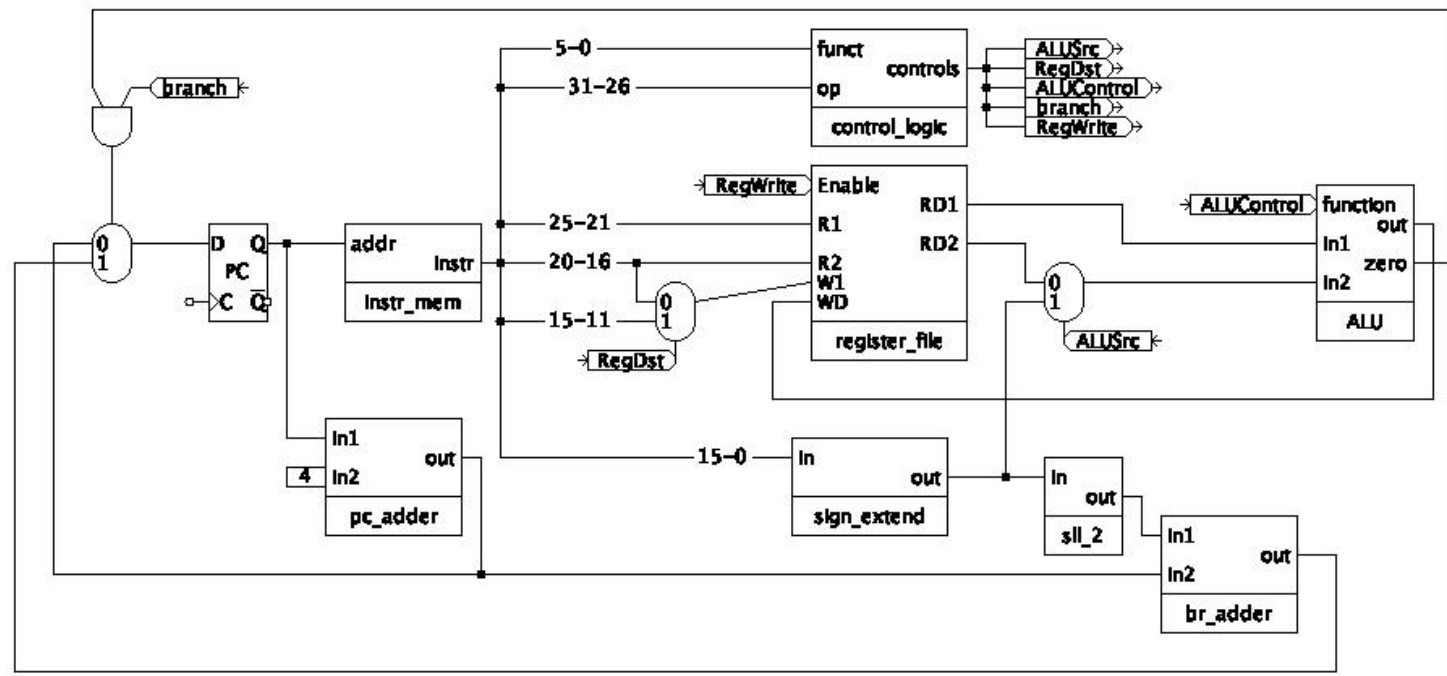 5-0
funct
controls
ALUSrc
RegDst
31-26
op
ALUControl
branch
branch
control_logic
RegWrite
RegWrite
Enable
ALUControl
function
25-21
R1
RD1
out
0
1
D Q
PC
C Q
addr
Instr
Instr_mem
20-16
R2
RD2
In1
zero
W1
In2
0
1
0
1
15-11
WD
ALU
register_file
ALUSrc
RegDst
In1
out
4
In2
pc_adder
15-0
In
out
sign_extend
In
out
sll_2
In1
out
In2
br_adder